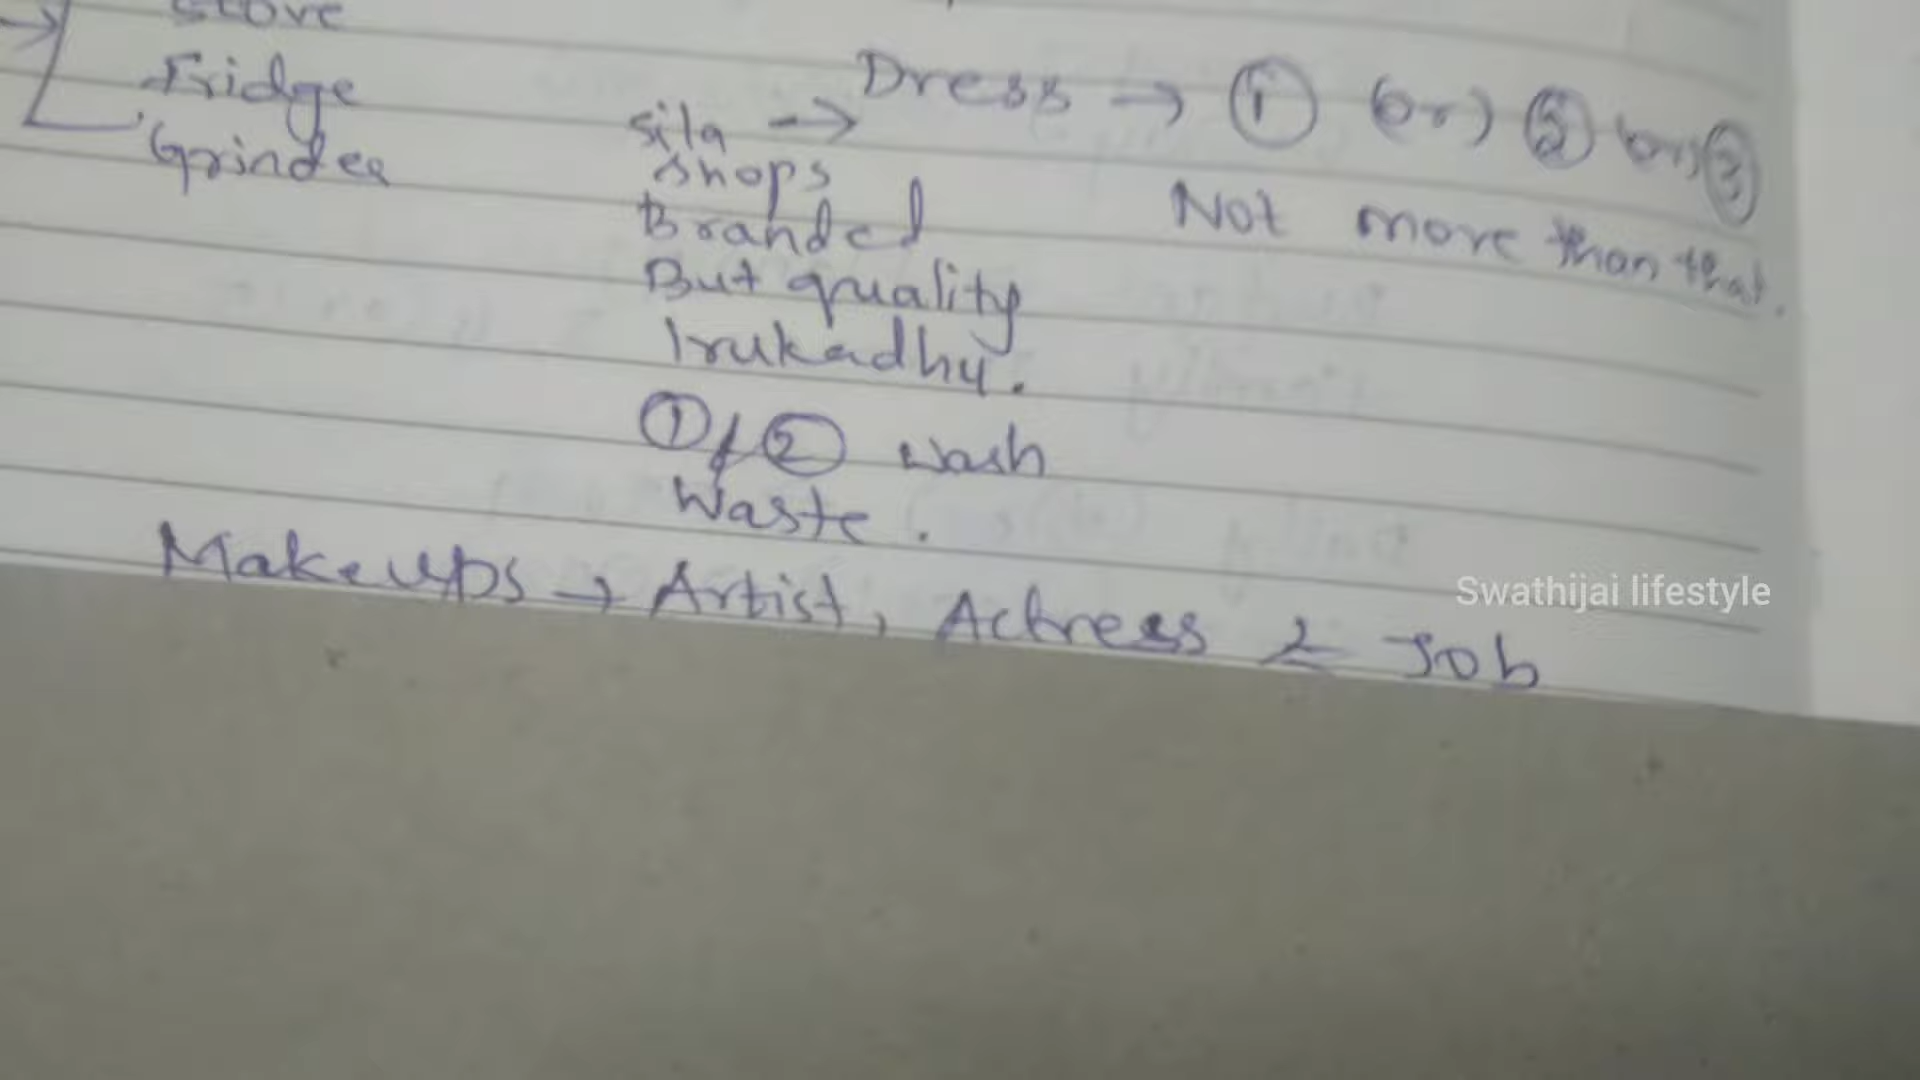 Stove
Fridge
Grinder
Dress → ① or) ② or) ③
Not more than that.
sila →
shops
Branded
But quality
Irukadhu.
① / ② wash
Waste.
Makeups → Artist, Actress & Job
Swathijai lifestyle